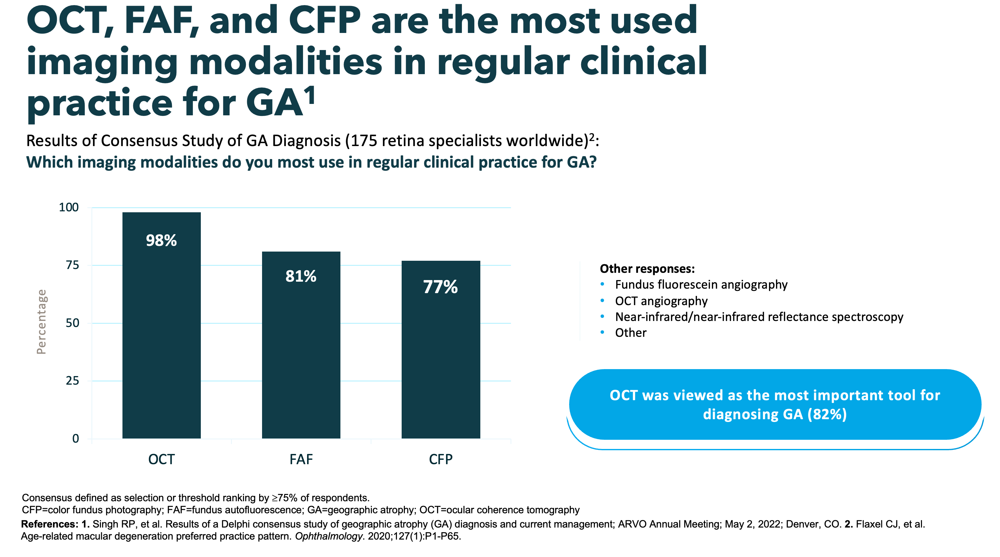 OCT, FAF, and CFP are the most used
imaging modalities in regular clinical
practice for GA¹
Results of Consensus Study of GA Diagnosis (175 retina specialists worldwide)²:
Which imaging modalities do you most use in regular clinical practice for GA?
Percentage
100
75
50
25
0
98%
81%
77%
OCT
FAF
CFP
Other responses:
• Fundus fluorescein angiography
• OCT angiography
• Near-infrared/near-infrared reflectance spectroscopy
• Other
OCT was viewed as the most important tool for
diagnosing GA (82%)
Consensus defined as selection or threshold ranking by ≥75% of respondents.
CFP=color fundus photography; FAF=fundus autofluorescence; GA=geographic atrophy; OCT=ocular coherence tomography
References: 1. Singh RP, et al. Results of a Delphi consensus study of geographic atrophy (GA) diagnosis and current management; ARVO Annual Meeting; May 2, 2022; Denver, CO. 2. Flaxel CJ, et al.
Age-related macular degeneration preferred practice pattern. Ophthalmology. 2020;127(1):P1-P65.